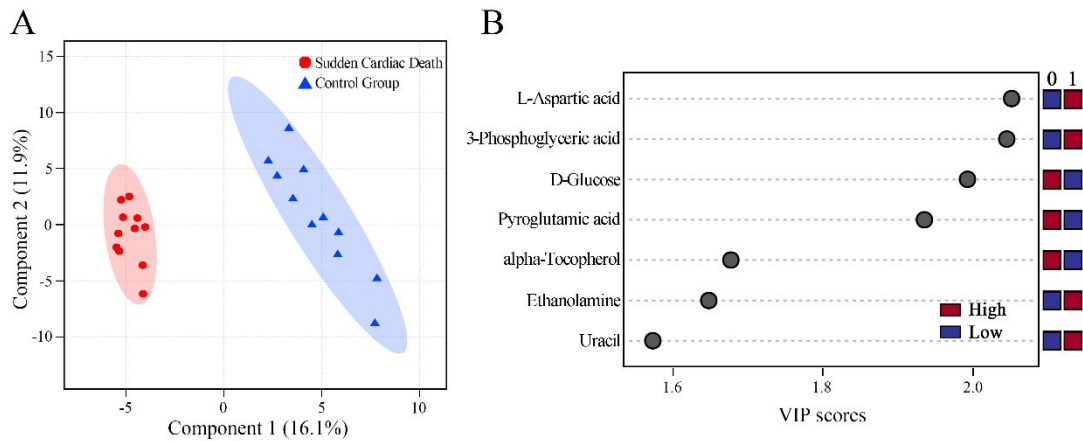 A
15
10
5
0
-5
-10
Component 2 (11.9%)
Sudden Cardiac Death
Control Group
-5
0
5
10
Component 1 (16.1%)
B
0 1
L-Aspartic acid
3-Phosphoglyceric acid
D-Glucose
Pyroglutamic acid
alpha-Tocopherol
Ethanolamine
Uracil
High
Low
1.6
1.8
2.0
VIP scores